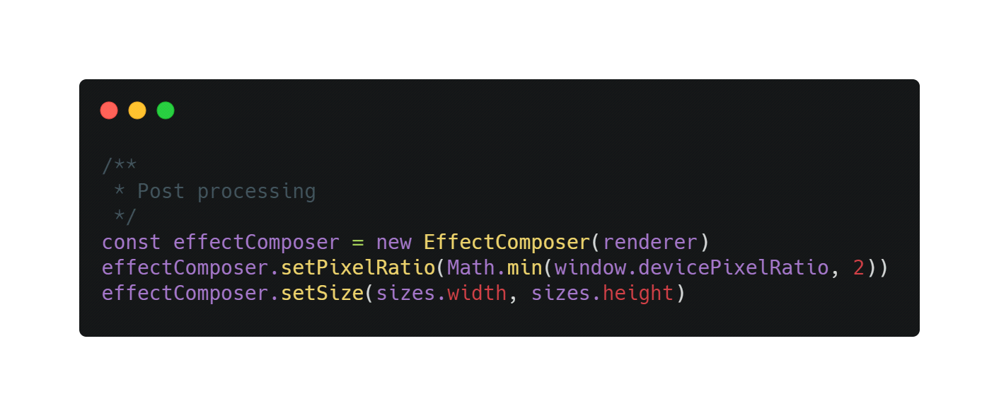 /**
 * Post processing
 */
const effectComposer = new EffectComposer(renderer)
effectComposer.setPixelRatio(Math.min(window.devicePixelRatio, 2))
effectComposer.setSize(sizes.width, sizes.height)